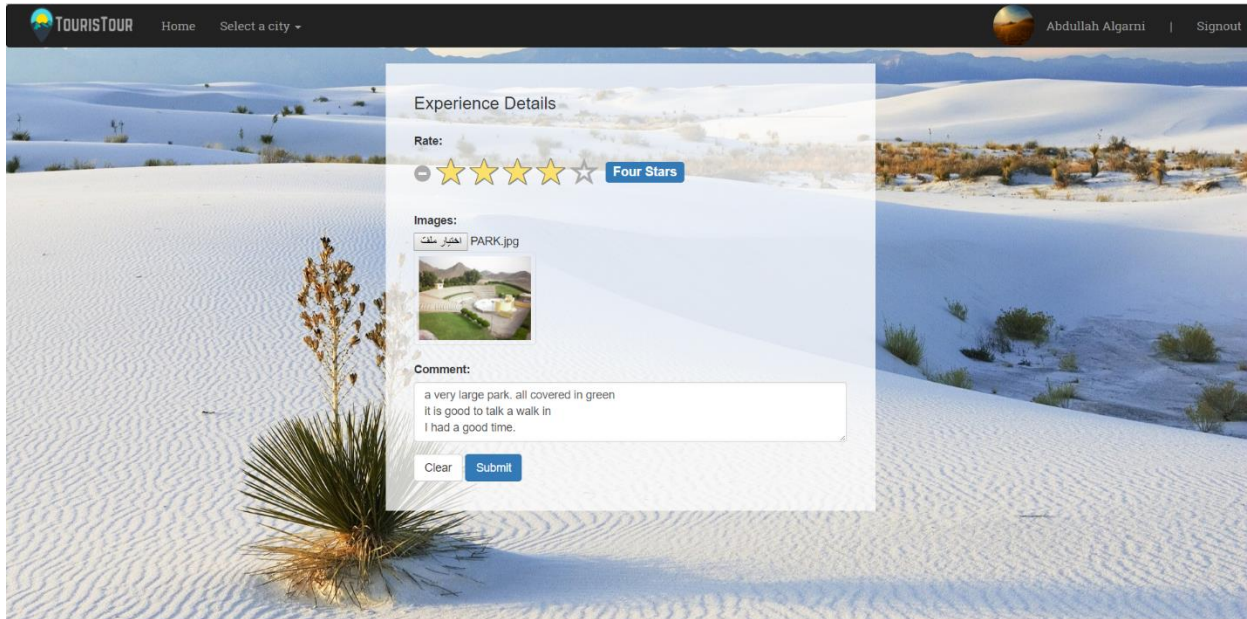 TOURISTOUR Home Select a city Abdullah Algarni | Signout
Experience Details
Rate:
Four Stars
Images:
اختيار ملف PARK.jpg
Comment:
a very large park. all covered in green
it is good to talk a walk in
I had a good time.
Clear Submit